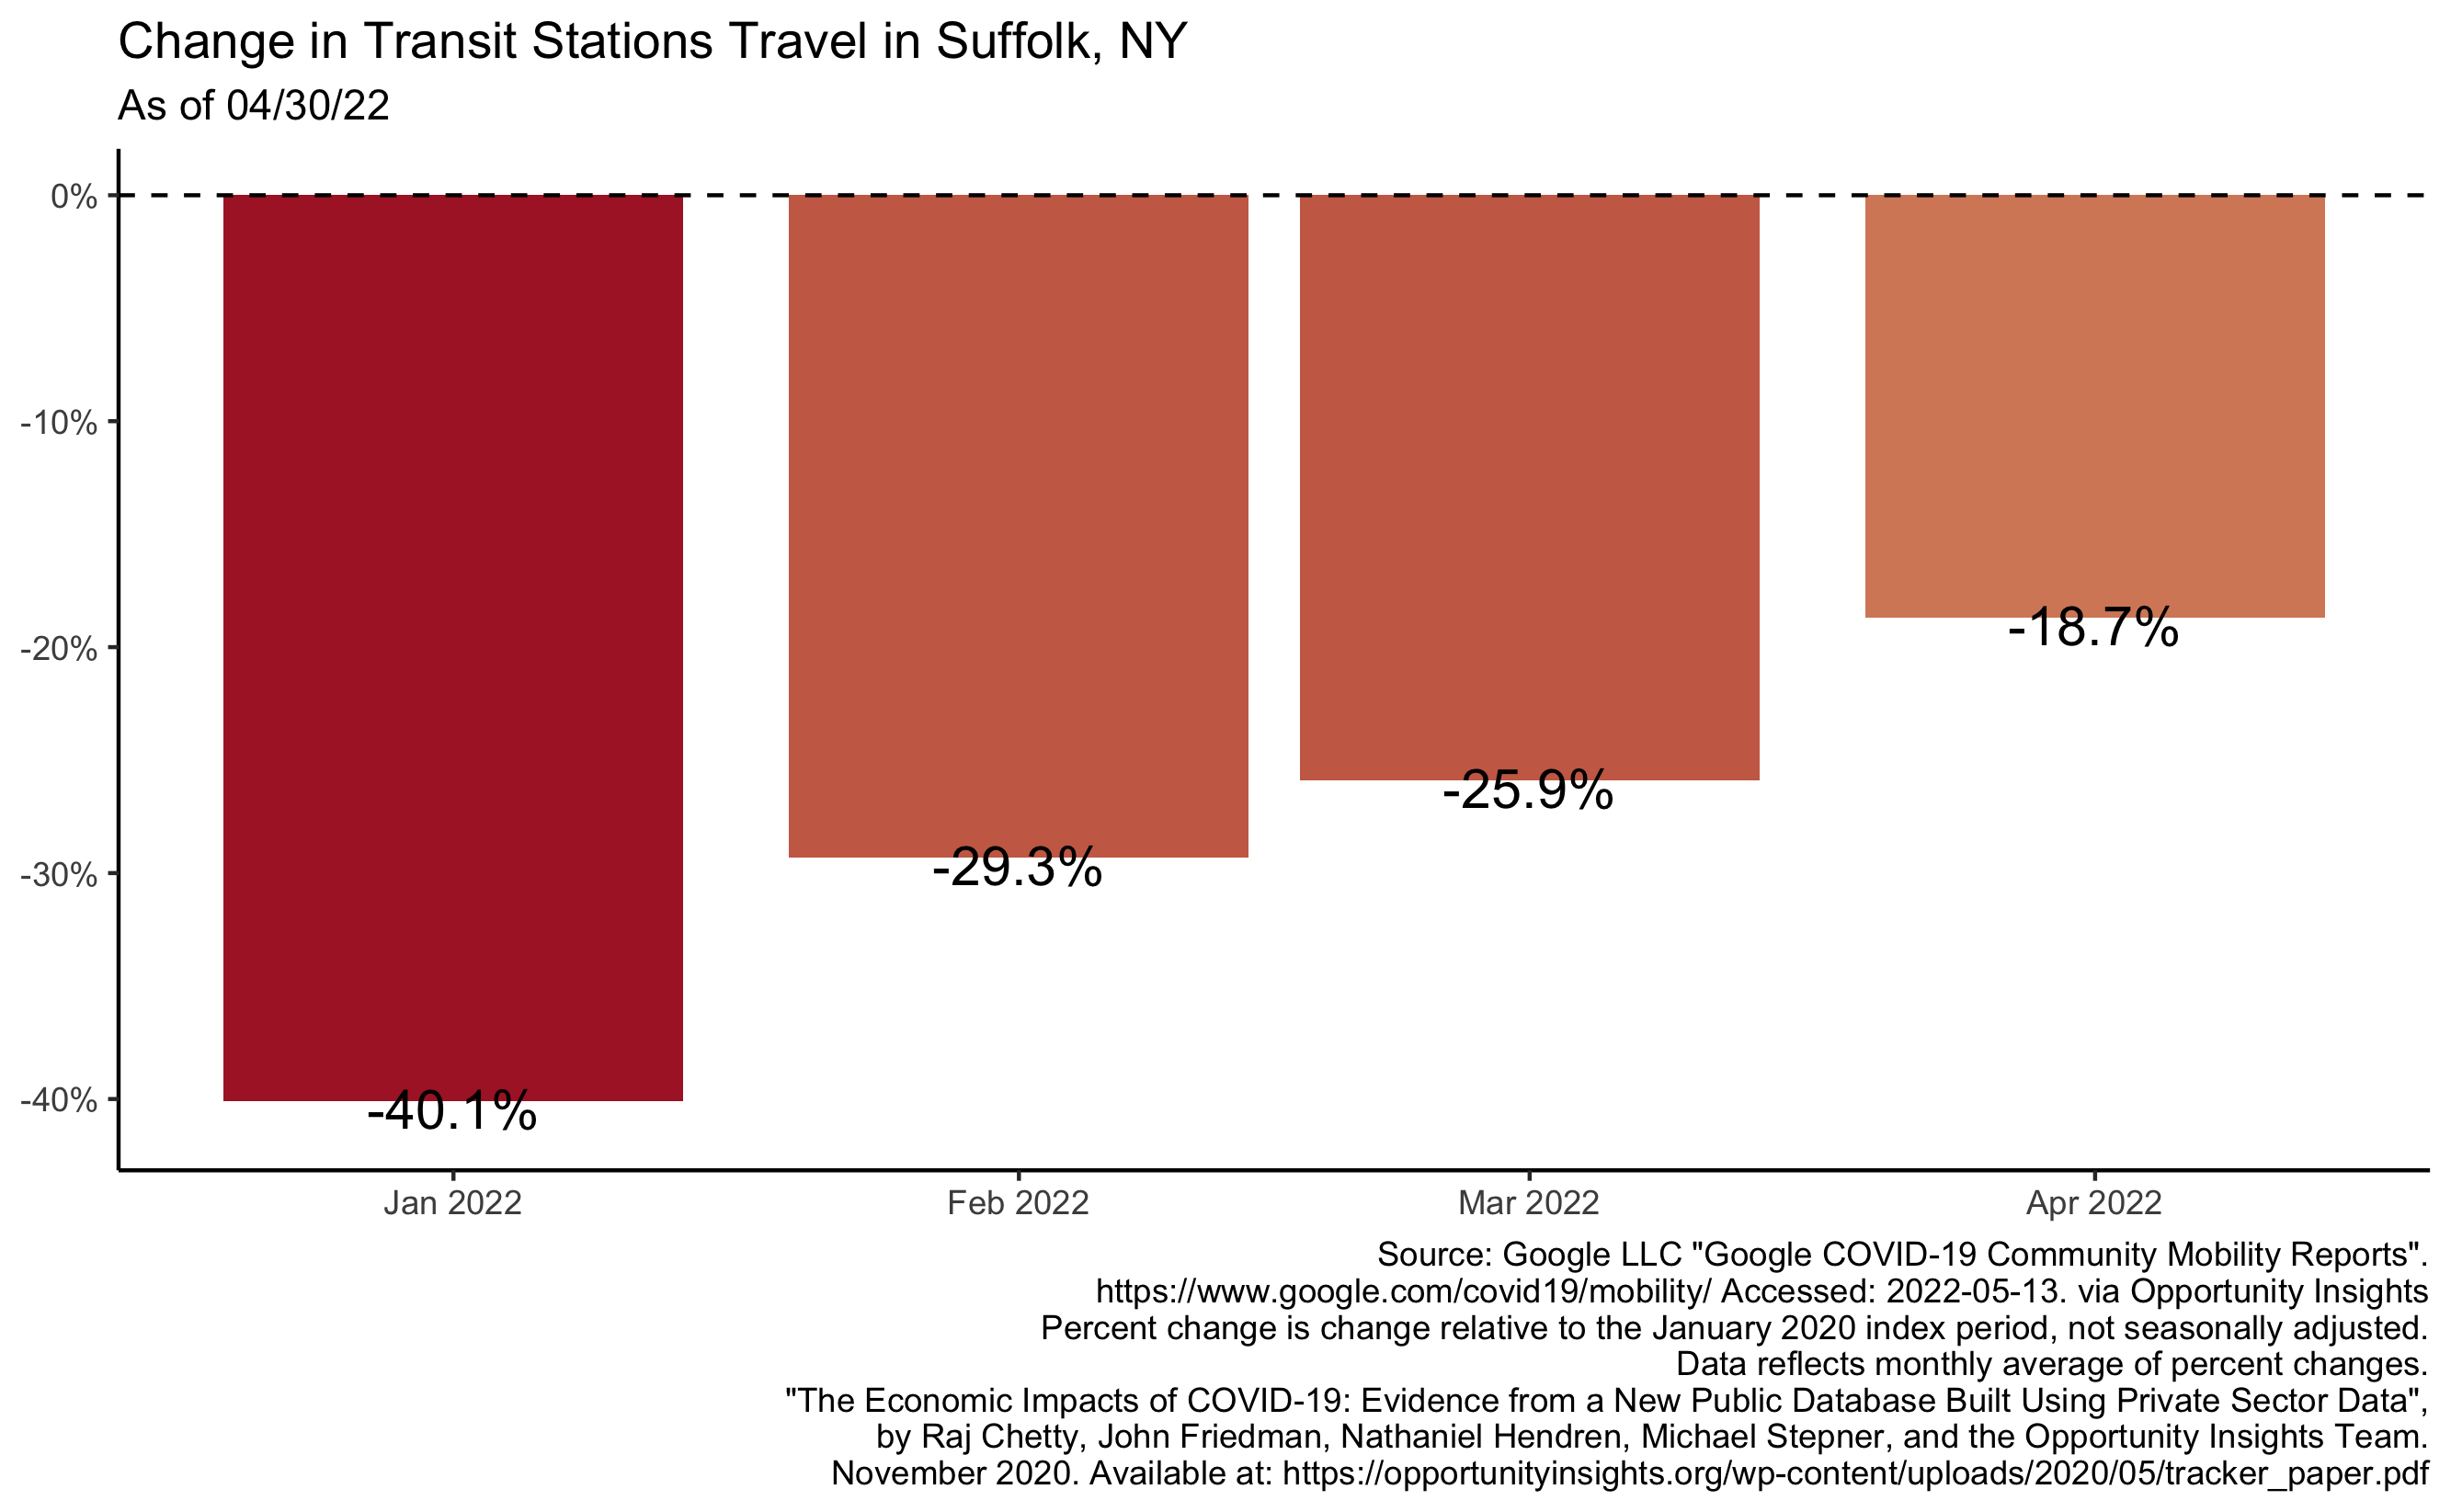 Change in Transit Stations Travel in Suffolk, NY
As of 04/30/22
0%
-10%
-20%
-30%
-40%
-40.1%
-29.3%
-25.9%
-18.7%
Jan 2022
Feb 2022
Mar 2022
Apr 2022
Source: Google LLC "Google COVID-19 Community Mobility Reports".
https://www.google.com/covid19/mobility/ Accessed: 2022-05-13. via Opportunity Insights
Percent change is change relative to the January 2020 index period, not seasonally adjusted.
Data reflects monthly average of percent changes.
"The Economic Impacts of COVID-19: Evidence from a New Public Database Built Using Private Sector Data",
by Raj Chetty, John Friedman, Nathaniel Hendren, Michael Stepner, and the Opportunity Insights Team.
November 2020. Available at: https://opportunityinsights.org/wp-content/uploads/2020/05/tracker_paper.pdf